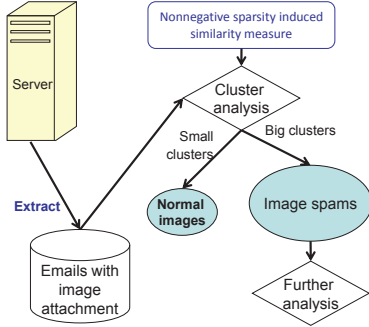 Nonnegative sparsity induced
similarity measure
Server
Cluster
analysis
Small
clusters
Big clusters
Extract
Normal
images
Image spams
Emails with
image
attachment
Further
analysis